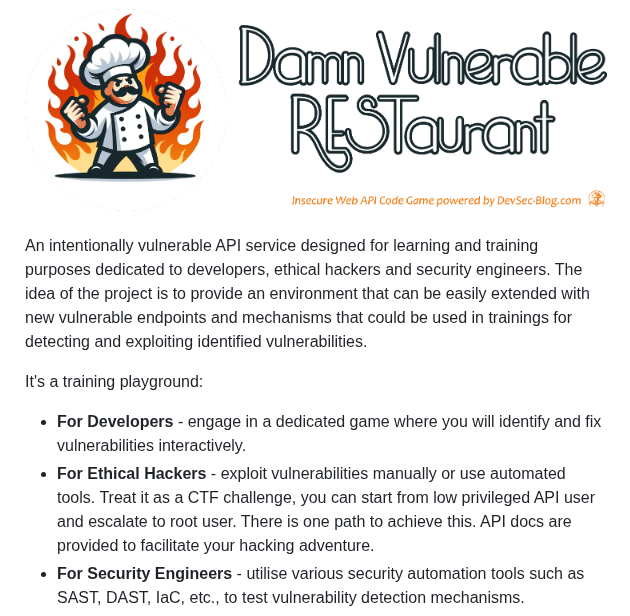 Damn Vulnerable
RESTaurant
Insecure Web API Code Game powered by DevSec-Blog.com
An intentionally vulnerable API service designed for learning and training
purposes dedicated to developers, ethical hackers and security engineers. The
idea of the project is to provide an environment that can be easily extended with
new vulnerable endpoints and mechanisms that could be used in trainings for
detecting and exploiting identified vulnerabilities.
It's a training playground:
• For Developers - engage in a dedicated game where you will identify and fix
vulnerabilities interactively.
• For Ethical Hackers - exploit vulnerabilities manually or use automated
tools. Treat it as a CTF challenge, you can start from low privileged API user
and escalate to root user. There is one path to achieve this. API docs are
provided to facilitate your hacking adventure.
• For Security Engineers - utilise various security automation tools such as
SAST, DAST, IaC, etc., to test vulnerability detection mechanisms.